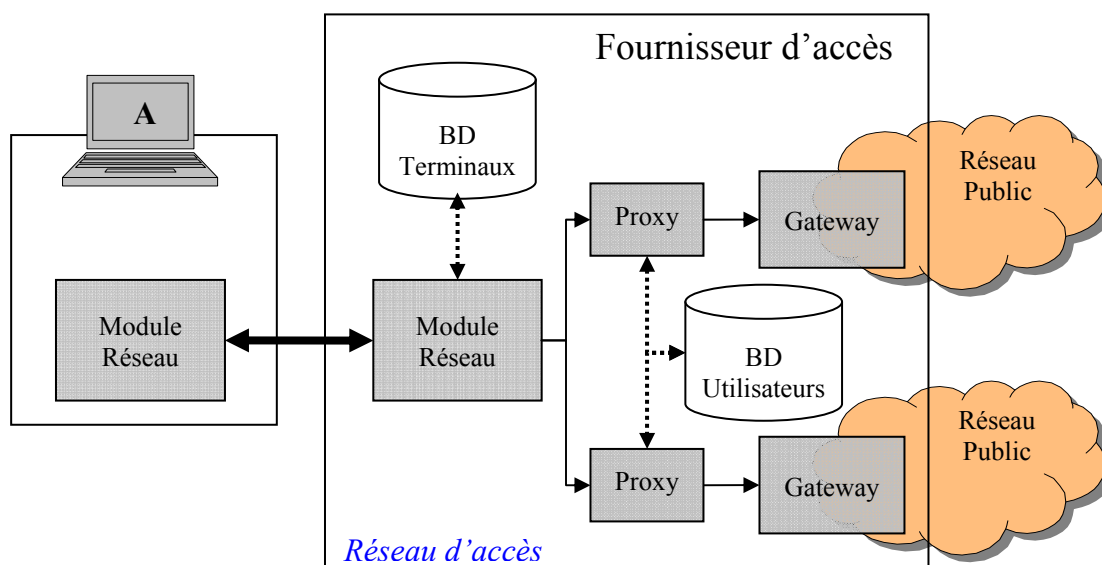 Fournisseur d’accès
A
BD
Terminaux
Réseau
Public
Proxy
Gateway
Module
Réseau
Module
Réseau
BD
Utilisateurs
Réseau
Public
Proxy
Gateway
Réseau d’accès